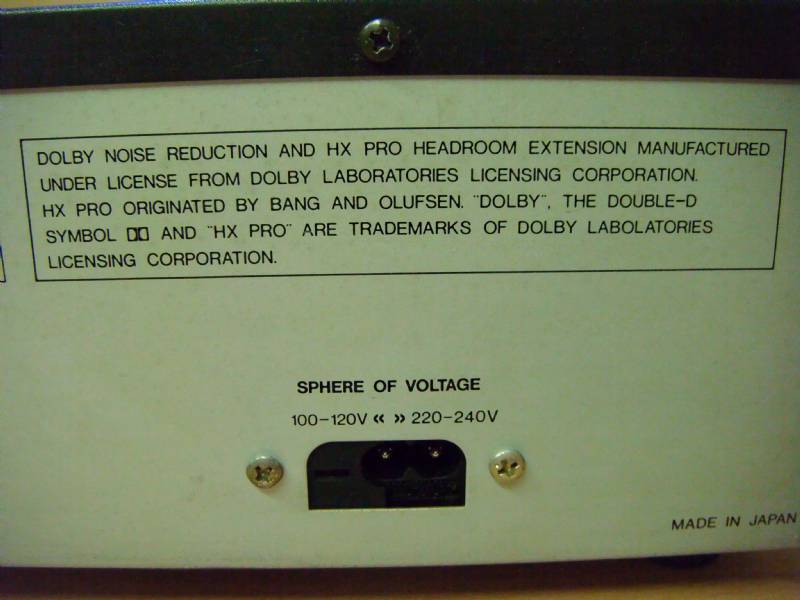 DOLBY NOISE REDUCTION AND HX PRO HEADROOM EXTENSION MANUFACTURED
UNDER LICENSE FROM DOLBY LABORATORIES LICENSING CORPORATION.
HX PRO ORIGINATED BY BANG AND OLUFSEN. "DOLBY", THE DOUBLE-D
SYMBOL AND "HX PRO" ARE TRADEMARKS OF DOLBY LABOLATORIES
LICENSING CORPORATION.
SPHERE OF VOLTAGE
100-120V « » 220-240V
MADE IN JAPAN